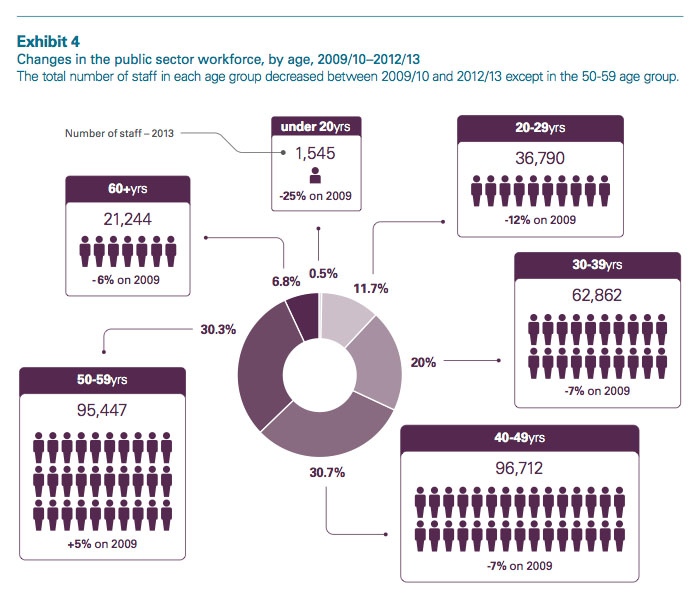 Exhibit 4
Changes in the public sector workforce, by age, 2009/10–2012/13
The total number of staff in each age group decreased between 2009/10 and 2012/13 except in the 50-59 age group.
Number of staff – 2013
under 20yrs
1,545
-25% on 2009
20-29yrs
36,790
-12% on 2009
60+yrs
21,244
-6% on 2009
30-39yrs
62,862
-7% on 2009
6.8%
0.5%
11.7%
30.3%
20%
30.7%
50-59yrs
95,447
+5% on 2009
40-49yrs
96,712
-7% on 2009